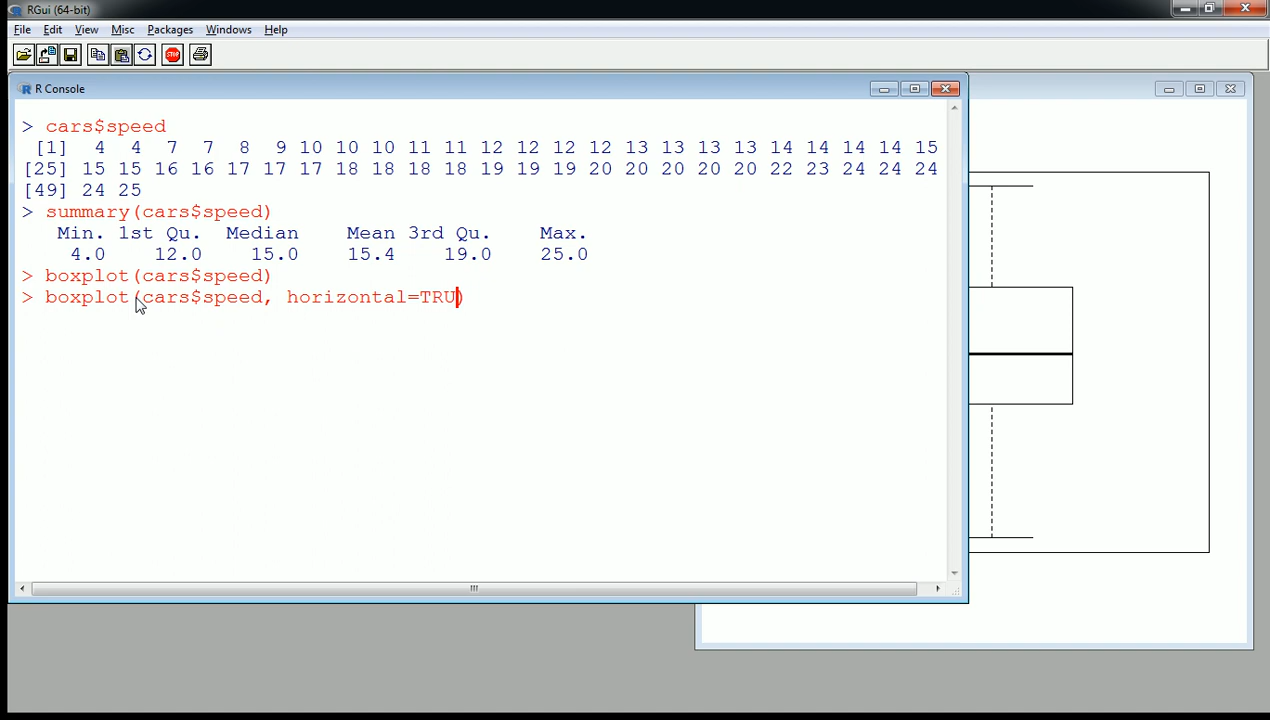 RGui (64-bit)
File Edit View Misc Packages Windows Help
STOP
R Console
> cars$speed
[1] 4 4 7 7 8 9 10 10 10 11 11 12 12 12 12 13 13 13 13 14 14 14 14 15
[25] 15 15 16 16 17 17 17 18 18 18 18 19 19 19 20 20 20 20 20 22 23 24 24 24
[49] 24 25
> summary(cars$speed)
Min. 1st Qu. Median Mean 3rd Qu. Max.
4.0 12.0 15.0 15.4 19.0 25.0
> boxplot(cars$speed)
> boxplot(cars$speed, horizontal=TRU)